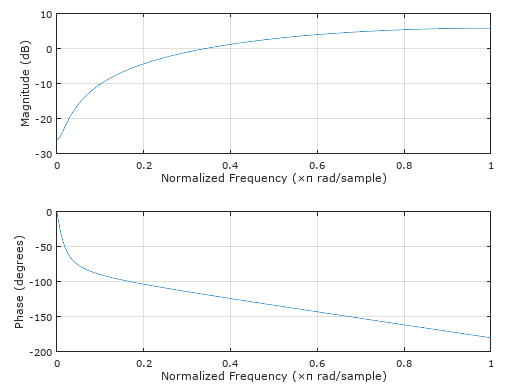 10
0
-10
-20
-30
Magnitude (dB)
0 0.2 0.4 0.6 0.8 1
Normalized Frequency (×π rad/sample)
0
-50
-100
-150
-200
Phase (degrees)
0 0.2 0.4 0.6 0.8 1
Normalized Frequency (×π rad/sample)